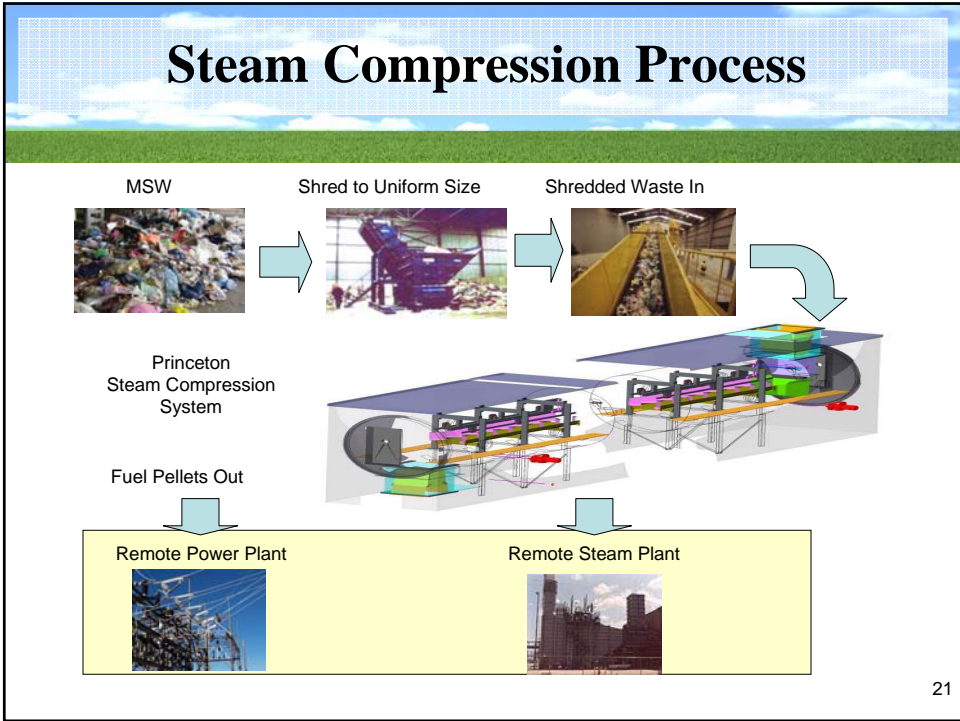 Steam Compression Process
MSW
Shred to Uniform Size
Shredded Waste In
Princeton
Steam Compression
System
Fuel Pellets Out
Remote Power Plant
Remote Steam Plant
21